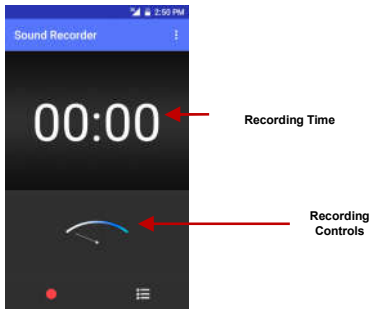 2:50 PM
Sound Recorder
00:00
Recording Time
Recording
Controls